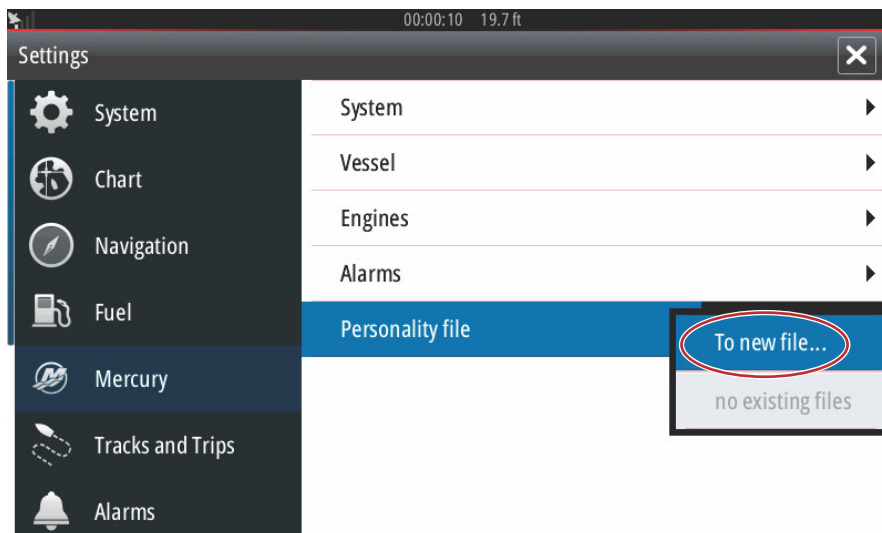 00:00:10 19.7 ft
Settings
System
Chart
Navigation
Fuel
Mercury
Tracks and Trips
Alarms
System
Vessel
Engines
Alarms
Personality file
To new file...
no existing files